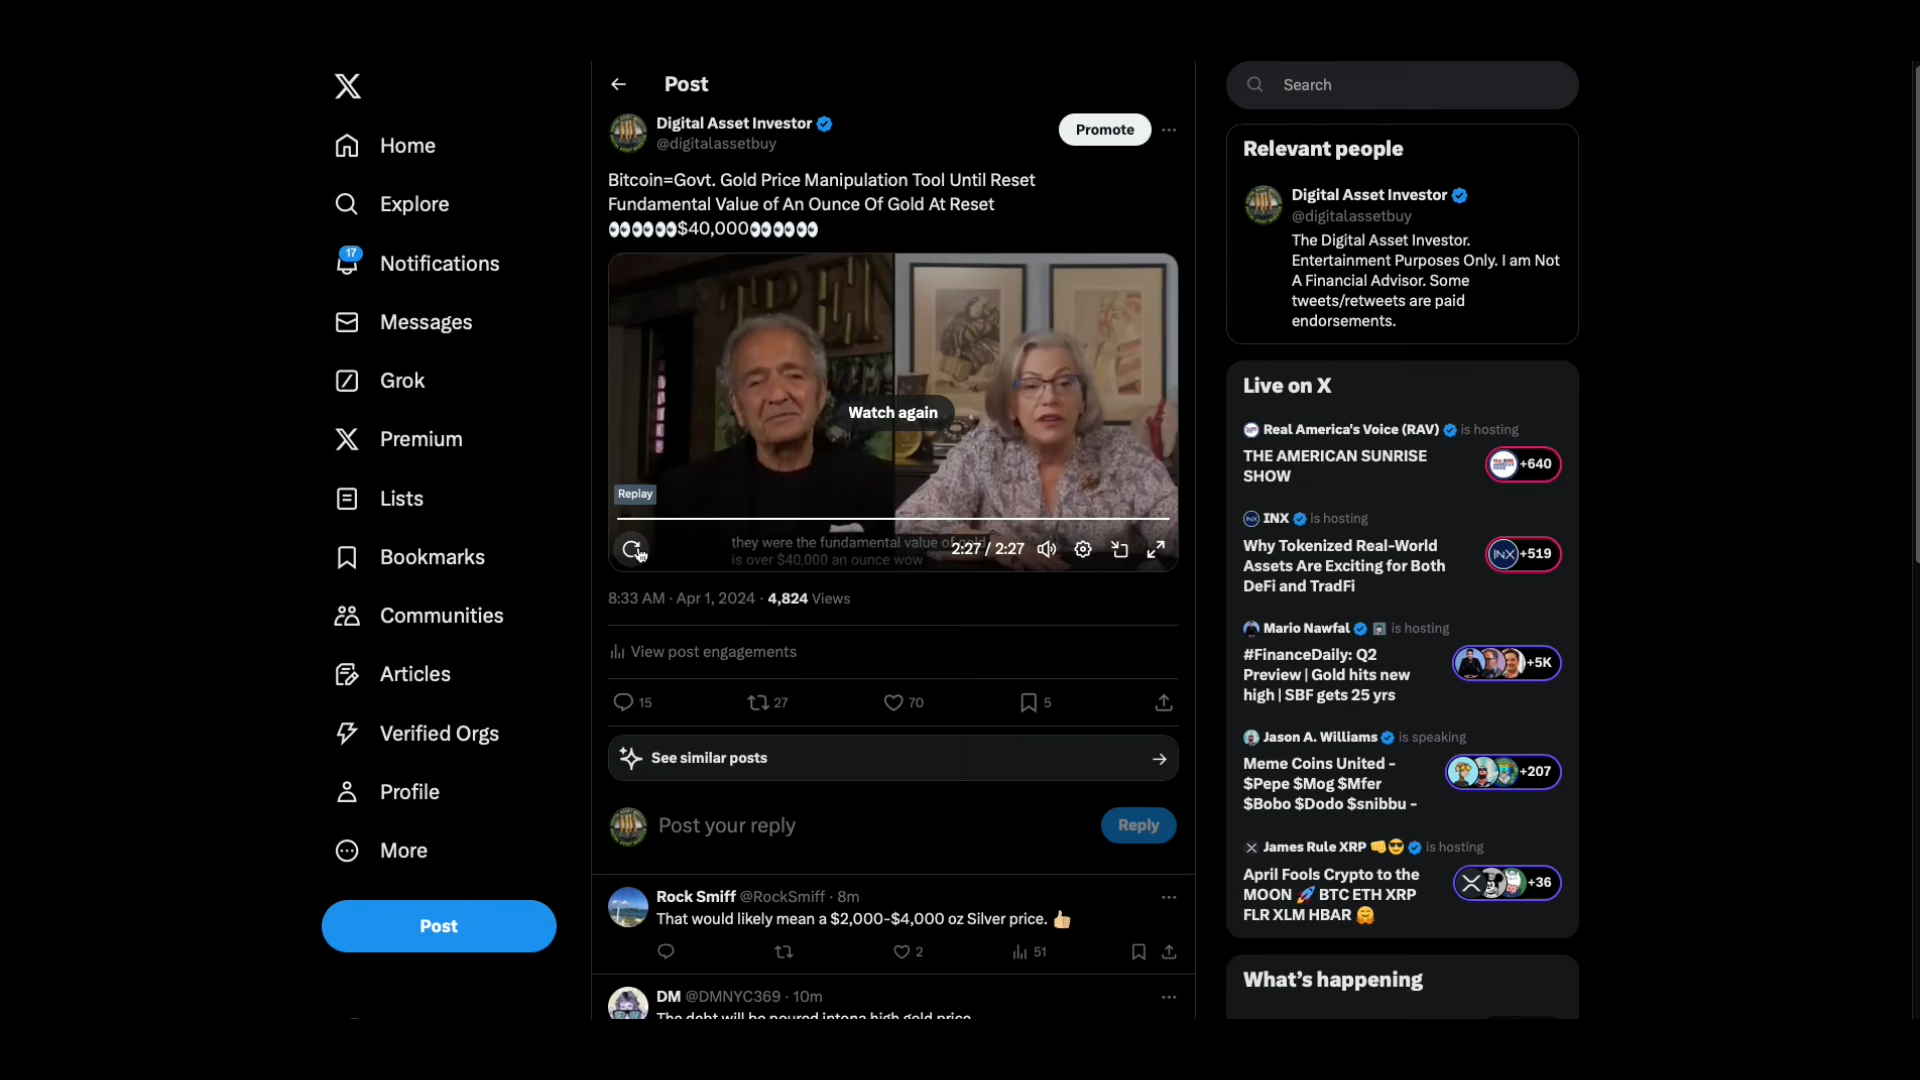 Home
Explore
17
Notifications
Messages
Grok
Premium
Lists
Bookmarks
Communities
Articles
Verified Orgs
Profile
More
Post
Post
Digital Asset Investor
@digitalassetbuy
Promote
Bitcoin=Govt. Gold Price Manipulation Tool Until Reset
Fundamental Value of An Ounce Of Gold At Reset
👀👀👀$40,000👀👀👀
TREN
Watch again
Replay
they were the fundamental value of gold
is over $40,000 an ounce wow
2:27 / 2:27
8:33 AM · Apr 1, 2024 · 4,824 Views
View post engagements
15 27 70 5
See similar posts
Post your reply
Reply
Rock Smiff @RockSmiff · 8m
That would likely mean a $2,000-$4,000 oz Silver price. 👍
2 51
DM @DMNYC369 · 10m
The debt will be poured into a high gold price
Search
Relevant people
Digital Asset Investor
@digitalassetbuy
The Digital Asset Investor.
Entertainment Purposes Only. I am Not
A Financial Advisor. Some
tweets/retweets are paid
endorsements.
Live on X
Real America's Voice (RAV) is hosting
THE AMERICAN SUNRISE
SHOW
+640
INX is hosting
Why Tokenized Real-World
Assets Are Exciting for Both
DeFi and TradFi
INX +519
Mario Nawfal is hosting
#FinanceDaily: Q2
Preview | Gold hits new
high | SBF gets 25 yrs
+5K
Jason A. Williams is speaking
Meme Coins United -
$Pepe $Mog $Mfer
$Bobo $Dodo $snibbu -
+207
James Rule XRP 👊😎 is hosting
April Fools Crypto to the
MOON 🚀 BTC ETH XRP
FLR XLM HBAR 🤗
+36
What's happening